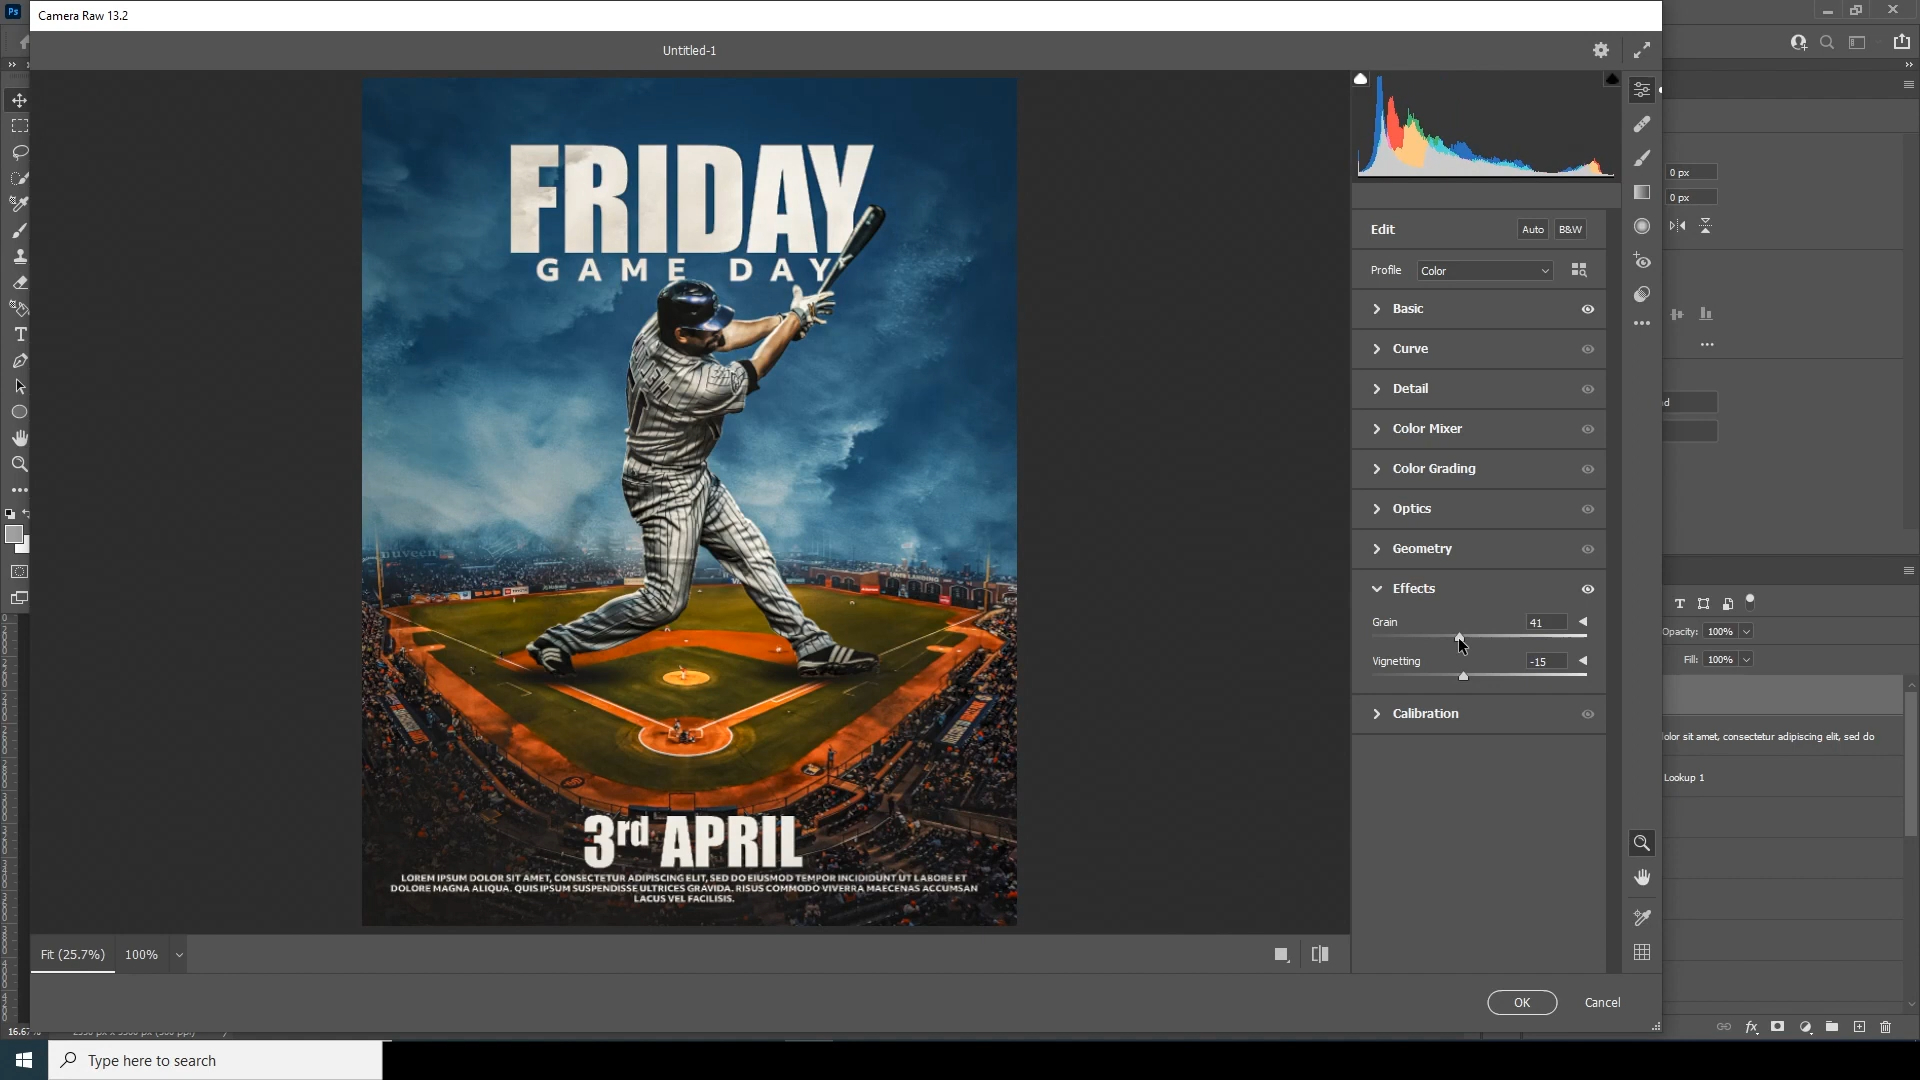 Ps
Camera Raw 13.2
Untitled-1
FRIDAY
GAME DAY
3rd APRIL
LOREM IPSUM DOLOR SIT AMET, CONSECTETUR ADIPISCING ELIT, SED DO EIUSMOD TEMPOR INCIDIDUNT UT LABORE ET
DOLORE MAGNA ALIQUA. QUIS IPSUM SUSPENDISSE ULTRICES GRAVIDA. RISUS COMMODO VIVERRA MAECENAS ACCUMSAN
LACUS VEL FACILISIS.
Edit
Auto
B&W
Profile
Color
Basic
Curve
Detail
Color Mixer
Color Grading
Optics
Geometry
Effects
Grain
41
Vignetting
-15
Calibration
Fit (25.7%)
100%
OK
Cancel
0 px
0 px
Opacity:
100%
Fill:
100%
olor sit amet, consectetur adipiscing elit, sed do
Lookup 1
Type here to search